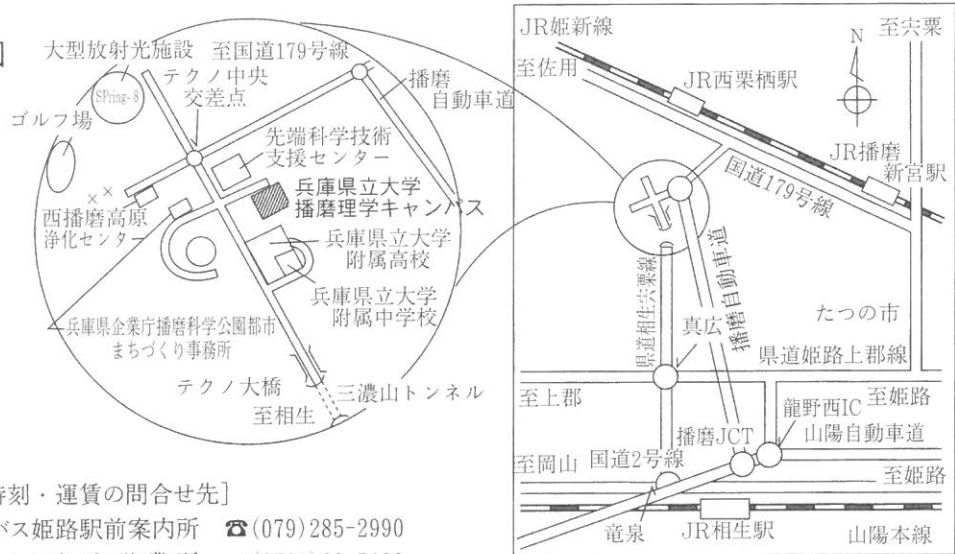 ]
大型放射光施設
至国道179号線
テクノ中央
交差点
SPring-8
播磨
自動車道
ゴルフ場
先端科学技術
支援センター
兵庫県立大学
播磨理学キャンパス
西播磨高原
浄化センター
兵庫県立大学
附属高校
兵庫県立大学
附属中学校
兵庫県企業庁播磨科学公園都市
まちづくり事務所
テクノ大橋
三濃山トンネル
至相生
JR姫新線
至宍粟
至佐用
JR西栗栖駅
N
JR播磨
新宮駅
国道179号線
県道相生宍粟線
播磨自動車道
たつの市
真広
県道姫路上郡線
至上郡
至姫路
龍野西IC
播磨JCT
山陽自動車道
至岡山
国道2号線
至姫路
竜泉
JR相生駅
山陽本線
時刻・運賃の問合せ先]
バス姫路駅前案内所 ☎(079)285-2990